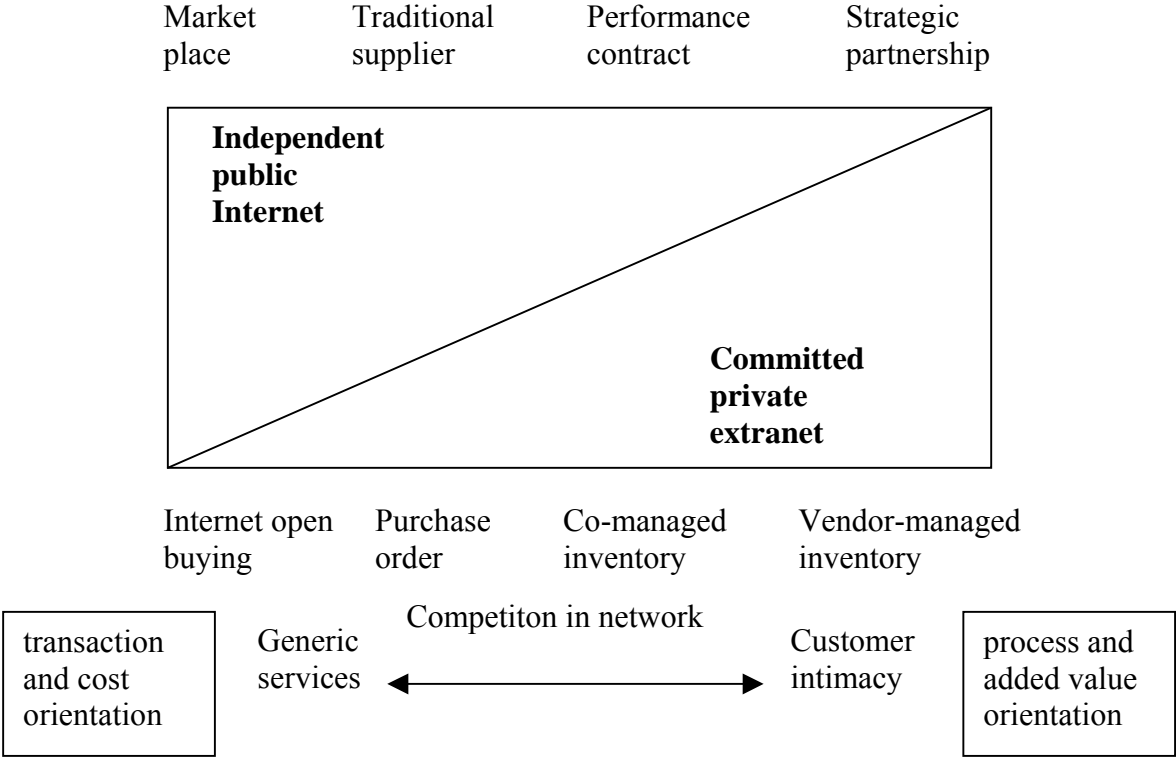 Market
place
Traditional
supplier
Performance
contract
Strategic
partnership
Independent
public
Internet
Committed
private
extranet
Internet open
buying
Purchase
order
Co-managed
inventory
Vendor-managed
inventory
transaction
and cost
orientation
Generic
services
Competiton in network
Customer
intimacy
process and
added value
orientation